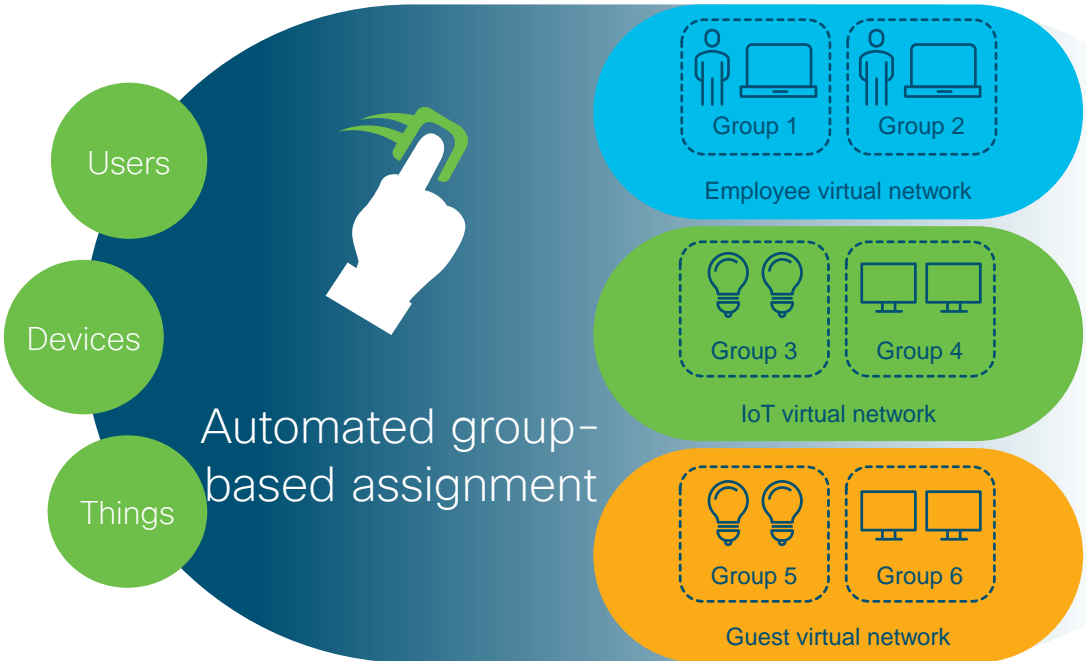 Users
Devices
Things
Automated group-
based assignment
Group 1
Group 2
Employee virtual network
Group 3
Group 4
IoT virtual network
Group 5
Group 6
Guest virtual network